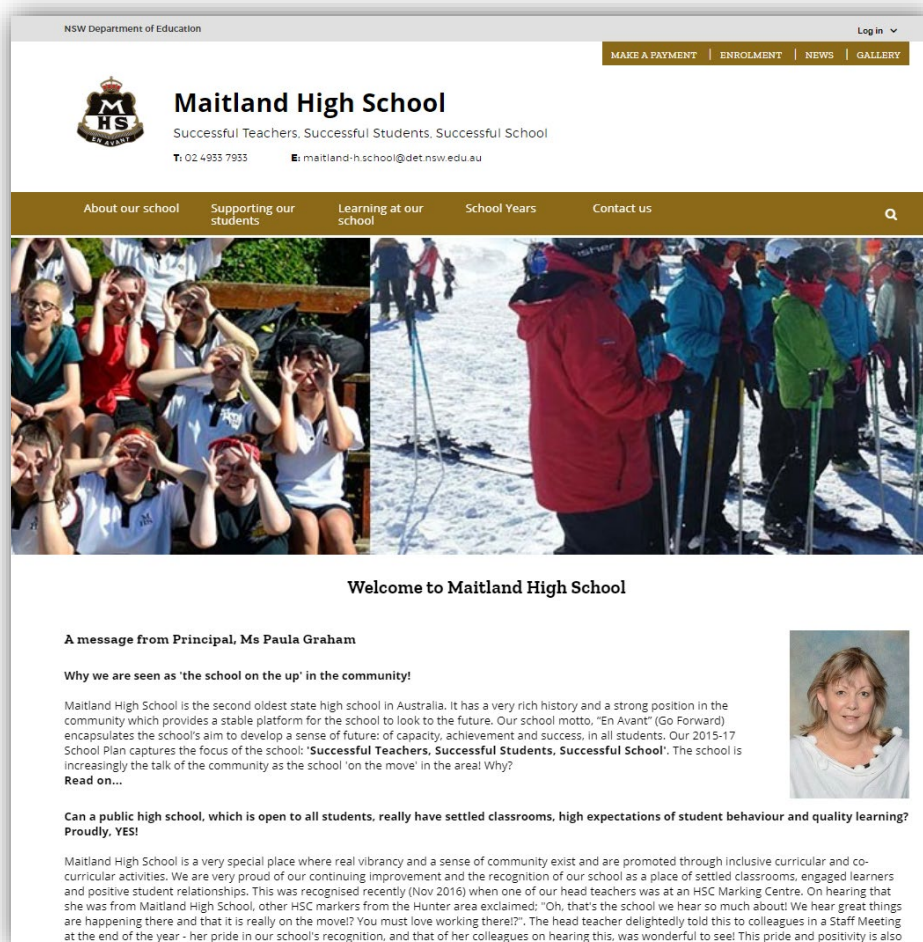 NSW Department of Education
Log in
MAKE A PAYMENT | ENROLMENT | NEWS | GALLERY
M
HS
EN AVANT
Maitland High School
Successful Teachers, Successful Students, Successful School
T: 02 4933 7933 E: maitland-h.school@det.nsw.edu.au
About our school Supporting our students Learning at our school School Years Contact us
usher
M
HS
Welcome to Maitland High School
A message from Principal, Ms Paula Graham
Why we are seen as 'the school on the up' in the community!
Maitland High School is the second oldest state high school in Australia. It has a very rich history and a strong position in the
community which provides a stable platform for the school to look to the future. Our school motto, "En Avant" (Go Forward)
encapsulates the school's aim to develop a sense of future: of capacity, achievement and success, in all students. Our 2015-17
School Plan captures the focus of the school: 'Successful Teachers, Successful Students, Successful School'. The school is
increasingly the talk of the community as the school 'on the move' in the area! Why?
Read on...
Can a public high school, which is open to all students, really have settled classrooms, high expectations of student behaviour and quality learning?
Proudly, YES!
Maitland High School is a very special place where real vibrancy and a sense of community exist and are promoted through inclusive curricular and co-
curricular activities. We are very proud of our continuing improvement and the recognition of our school as a place of settled classrooms, engaged learners
and positive student relationships. This was recognised recently (Nov 2016) when one of our head teachers was at an HSC Marking Centre. On hearing that
she was from Maitland High School, other HSC markers from the Hunter area exclaimed; "Oh, that's the school we hear so much about! We hear great things
are happening there and that it is really on the move!? You must love working there!?". The head teacher delightedly told this to colleagues in a Staff Meeting
at the end of the year - her pride in our school's recognition, and that of her colleagues on hearing this, was wonderful to see! This pride and positivity is also